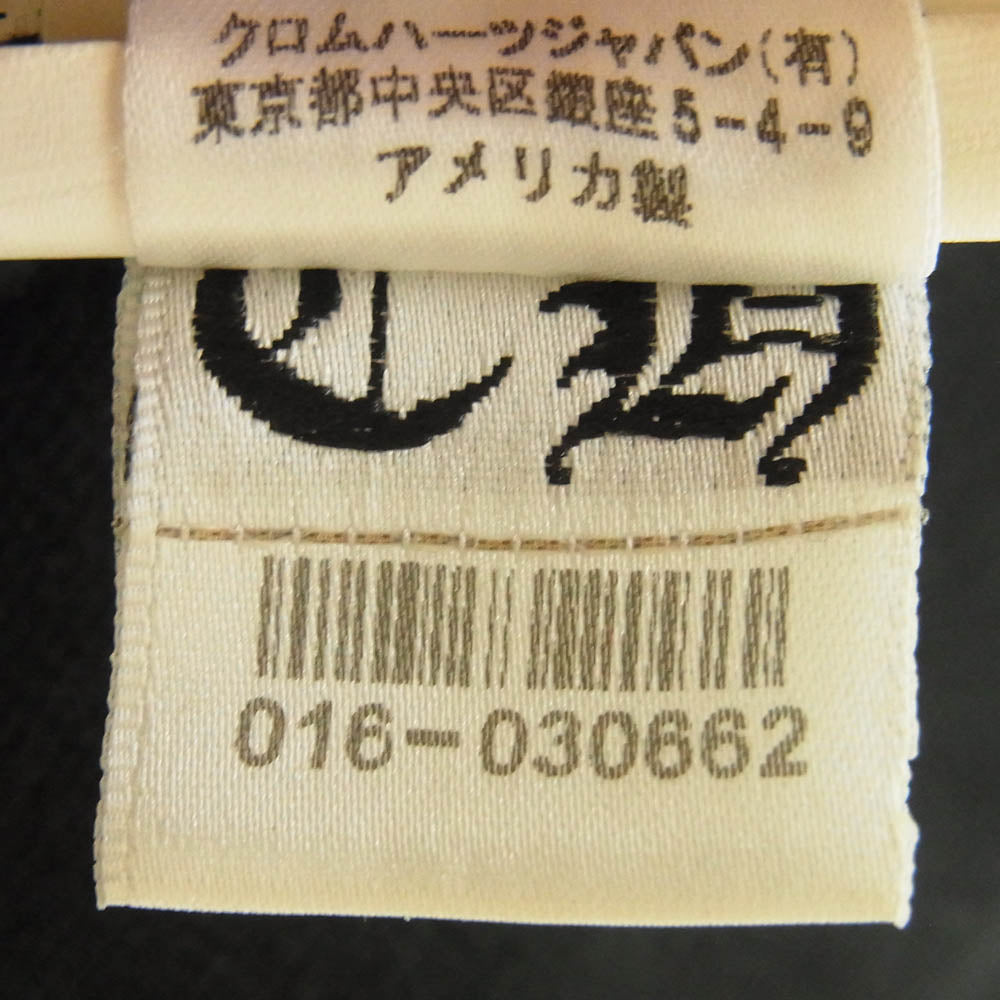 クロムハーツジャパン(有)
東京都中央区銀座5-4-9
アメリカ製
CH
016-030662